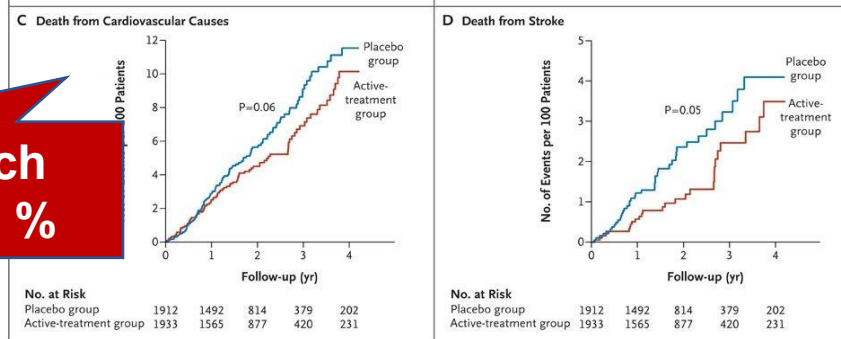 C Death from Cardiovascular Causes
12
10
8
6
4
2
0
00 Patients
P=0.06
Placebo
group
Active-
treatment
group
0 1 2 3 4
Follow-up (yr)
No. at Risk
Placebo group 1912 1492 814 379 202
Active-treatment group 1933 1565 877 420 231
ch
%
D Death from Stroke
5
4
3
2
1
0
No. of Events per 100 Patients
P=0.05
Placebo
group
Active-
treatment
group
0 1 2 3 4
Follow-up (yr)
No. at Risk
Placebo group 1912 1492 814 379 202
Active-treatment group 1933 1565 877 420 231